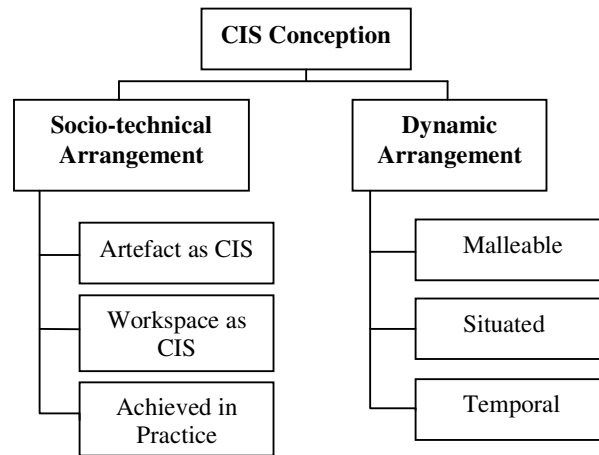 CIS Conception
Socio-technical
Arrangement
Artefact as CIS
Workspace as
CIS
Achieved in
Practice
Dynamic
Arrangement
Malleable
Situated
Temporal